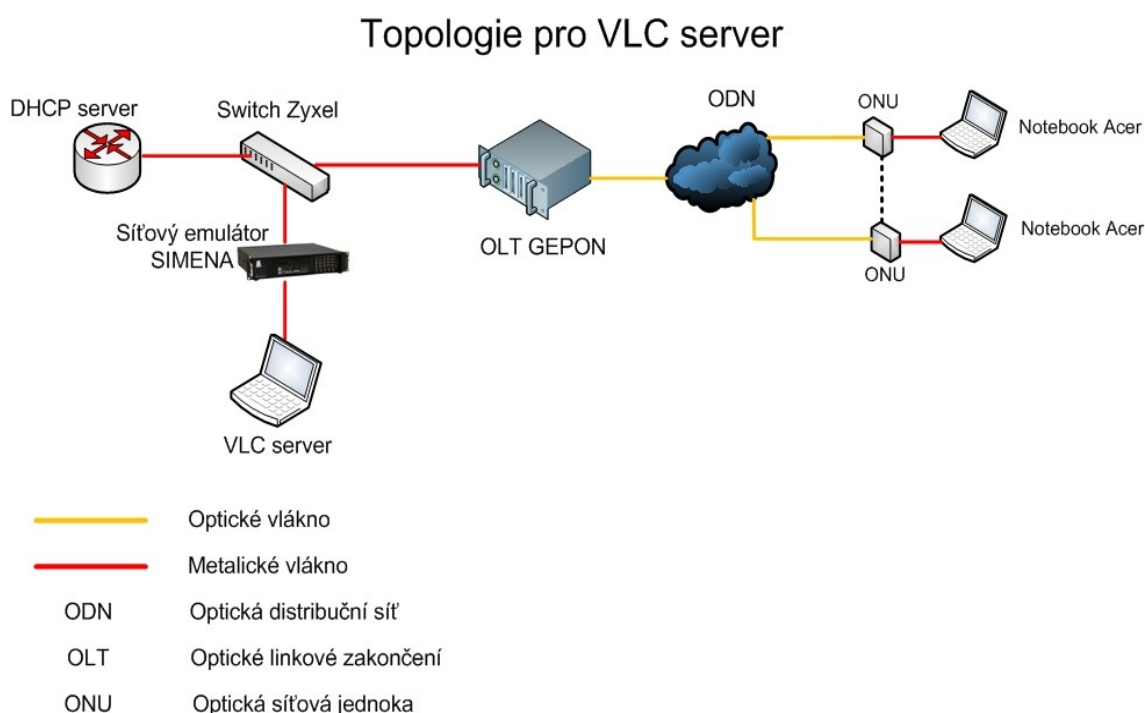 Topologie pro VLC server
DHCP server
Switch Zyxel
ODN
ONU
Notebook Acer
Síťový emulátor
SIMENA
OLT GEPON
Notebook Acer
ONU
VLC server
Optické vlákno
Metalické vlákno
ODN Optická distribuční síť
OLT Optické linkové zakončení
ONU Optická síťová jednoka